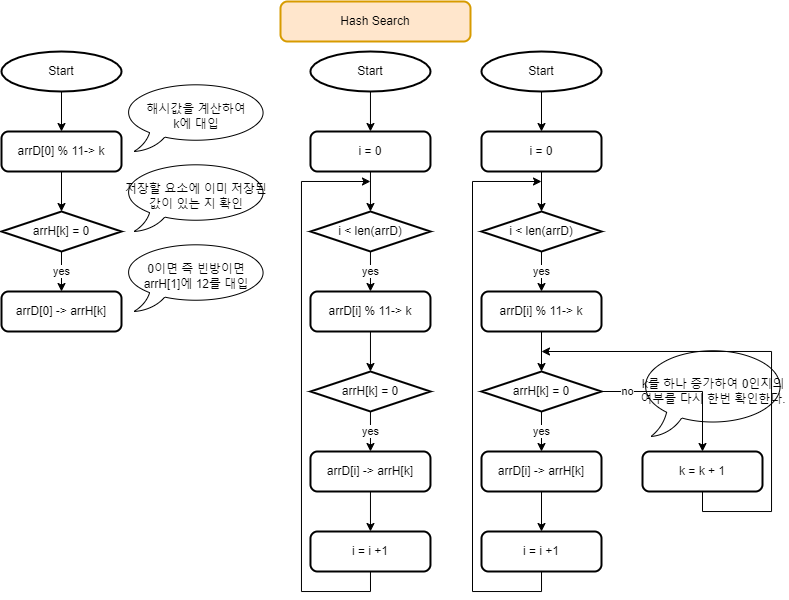 Hash Search
Start
arrD[0] % 11-> k
arrH[k] = 0
yes
arrD[0] -> arrH[k]
해시값을 계산하여
k에 대입
저장할 요소에 이미 저장된
값이 있는 지 확인
0이면 즉 빈방이면
arrH[1]에 12를 대입
Start
i = 0
i < len(arrD)
yes
arrD[i] % 11-> k
arrH[k] = 0
yes
arrD[i] -> arrH[k]
i = i +1
Start
i = 0
i < len(arrD)
yes
arrD[i] % 11-> k
arrH[k] = 0
no
yes
arrD[i] -> arrH[k]
i = i +1
k를 하나 증가하여 0인지의
여부를 다시 한번 확인한다.
k = k + 1